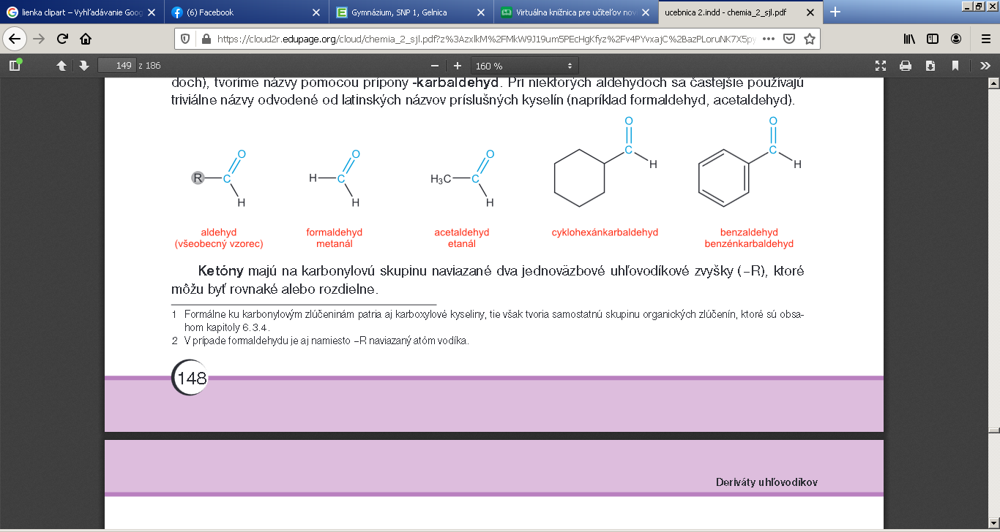 lienka clipart – Vyhľadávanie Goog
(6) Facebook
Gymnázium, SNP 1, Gelnica
Virtuálna knižnica pre učiteľov nov
ucebnica 2.indd - chemia_2_sjl.pdf
https://cloud2r.edupage.org/cloud/chemia_2_sjl.pdf?z%3AzxlkM%2FMkW9J19um5PEcHgKfyz%2Fv4PYvxajC%2BazPLoruNK7X5py
149 z 186
160 %
doch), tvoríme názvy pomocou prípony -karbaldehyd. Pri niektorých aldehydoch sa častejšie používajú
triviálne názvy odvodené od latinských názvov príslušných kyselín (napríklad formaldehyd, acetaldehyd).
O O O O O
R C H
H C H
H3C C H
C H
C H
aldehyd
(všeobecný vzorec)
formaldehyd
metanál
acetaldehyd
etanál
cyklohexánkarbaldehyd
benzaldehyd
benzénkarbaldehyd
Ketóny majú na karbonylovú skupinu naviazané dva jednoväzbové uhľovodíkové zvyšky (–R), ktoré
môžu byť rovnaké alebo rozdielne.
1 Formálne ku karbonylovým zlúčeninám patria aj karboxylové kyseliny, tie však tvoria samostatnú skupinu organických zlúčenín, ktoré sú obsa-
hom kapitoly 6.3.4.
2 V prípade formaldehydu je aj namiesto –R naviazaný atóm vodíka.
148
Deriváty uhľovodíkov